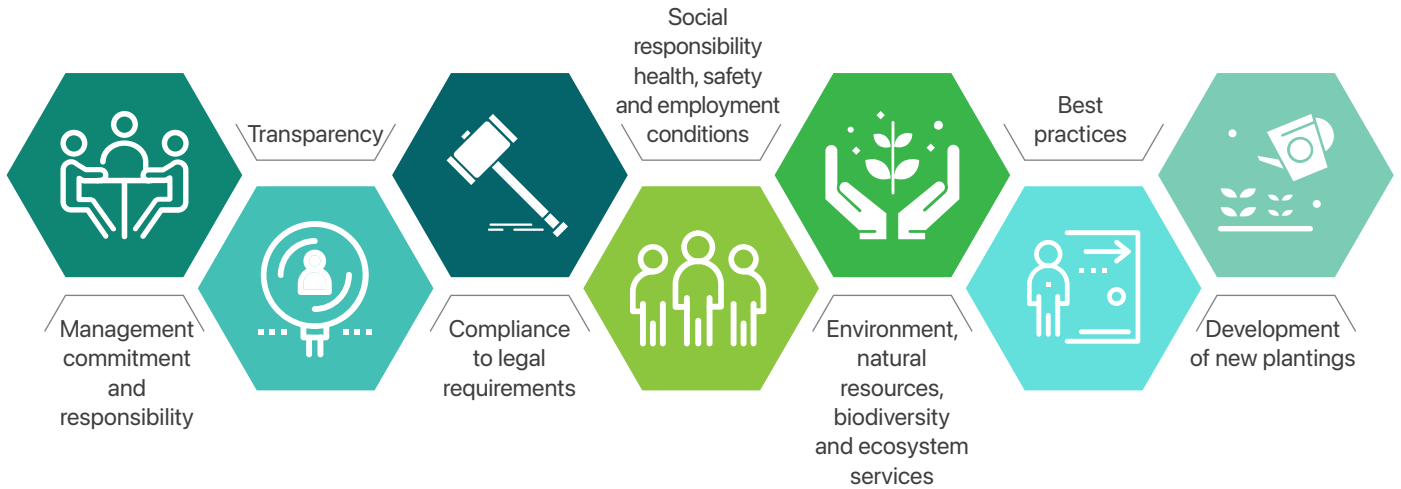 Management
commitment
and
responsibility
Transparency
Compliance
to legal
requirements
Social
responsibility
health, safety
and employment
conditions
Environment,
natural
resources,
biodiversity
and ecosystem
services
Best
practices
Development
of new plantings